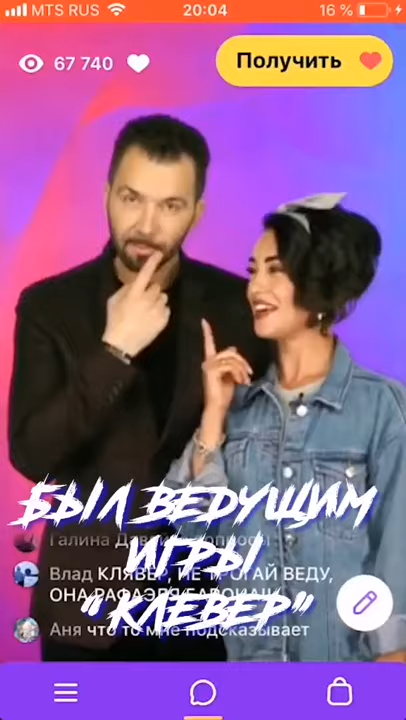 MTS RUS 20:04 16 %
67 740 Получить
БЫЛ ВЕДУЩИМ
Галина
ИГРЫ
Влад КЛЯВЕР, НЕ ТРОГАЙ ВЕДУ,
ОНА
"КЛЕВЕР"
Аня что то мне подсказывает